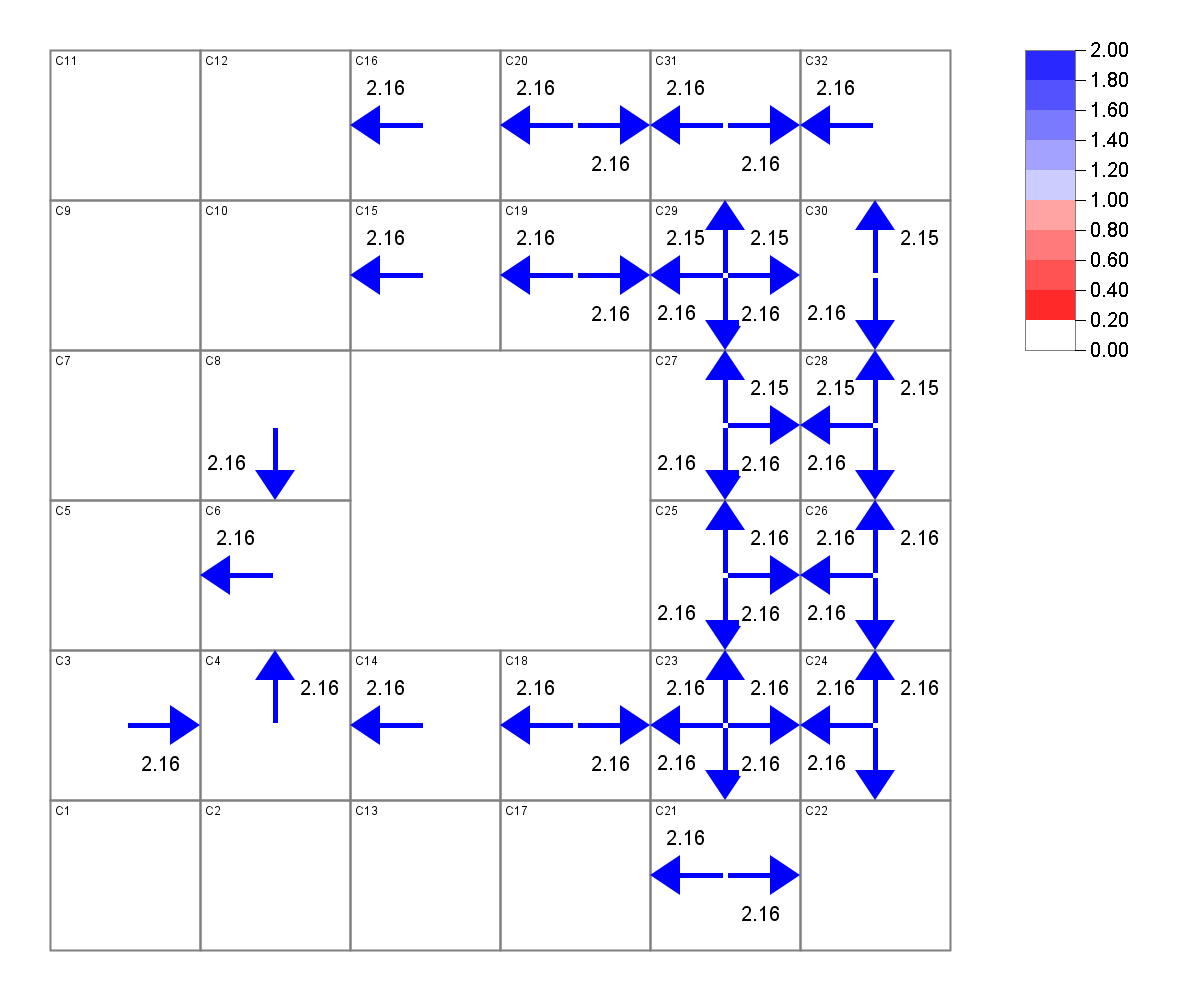 C11 C12 C16 C20 C31 C32 2.00
2.16 2.16 2.16 2.16 1.80
1.60
1.40
2.16 2.16 1.20
C9 C10 C15 C19 C29 C30 1.00
2.16 2.16 2.15 2.15 2.15 0.80
0.60
0.40
2.16 2.16 2.16 2.16 0.20
C7 C8 C27 C28 0.00
2.15 2.15 2.15
2.16 2.16 2.16 2.16
C5 C6 C25 C26
2.16 2.16 2.16 2.16
2.16 2.16 2.16
C3 C4 C14 C18 C23 C24
2.16 2.16 2.16 2.16 2.16 2.16 2.16
2.16 2.16 2.16 2.16 2.16
C1 C2 C13 C17 C21 C22
2.16
2.16